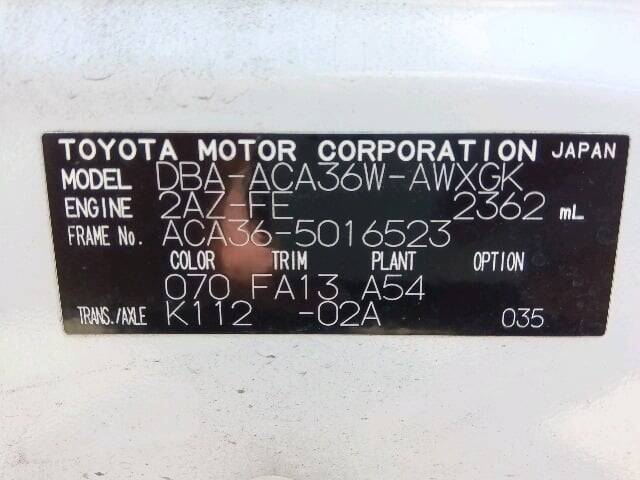 TOYOTA MOTOR CORPORATION JAPAN
MODEL DBA-ACA36W-AWXGK
ENGINE 2AZ-FE 2362 mL
FRAME No. ACA36-5016523
COLOR TRIM PLANT OPTION
070 FA13 A54
TRANS./AXLE K112 -02A 035